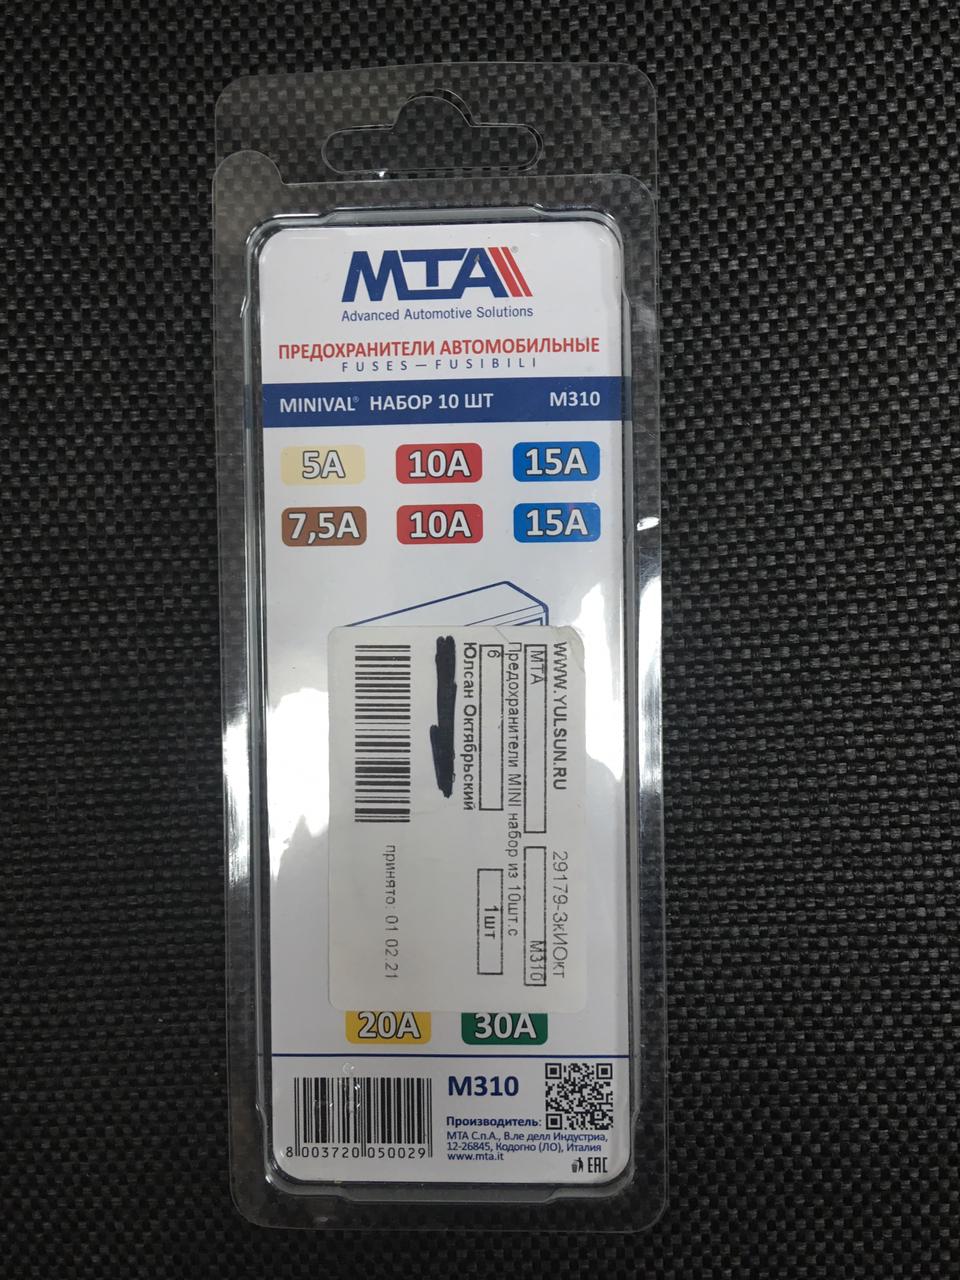 MTA®
Advanced Automotive Solutions
ПРЕДОХРАНИТЕЛИ АВТОМОБИЛЬНЫЕ
FUSES — FUSIBILI
MINIVAL® НАБОР 10 ШТ M310
5A 10A 15A
7,5A 10A 15A
WWW.YULSUN.RU 29179-ЗкИОкт
MTA M310
Предохранители MINI набор из 10шт.с
6 1шт
Юлсан Октябрьский
принято: 01 02.21
20A 30A
M310
Производитель:
МТА С.п.А., В.ле делл Индустриа,
12-26845, Кодогно (ЛО), Италия
www.mta.it
8 003720 050029
EAC